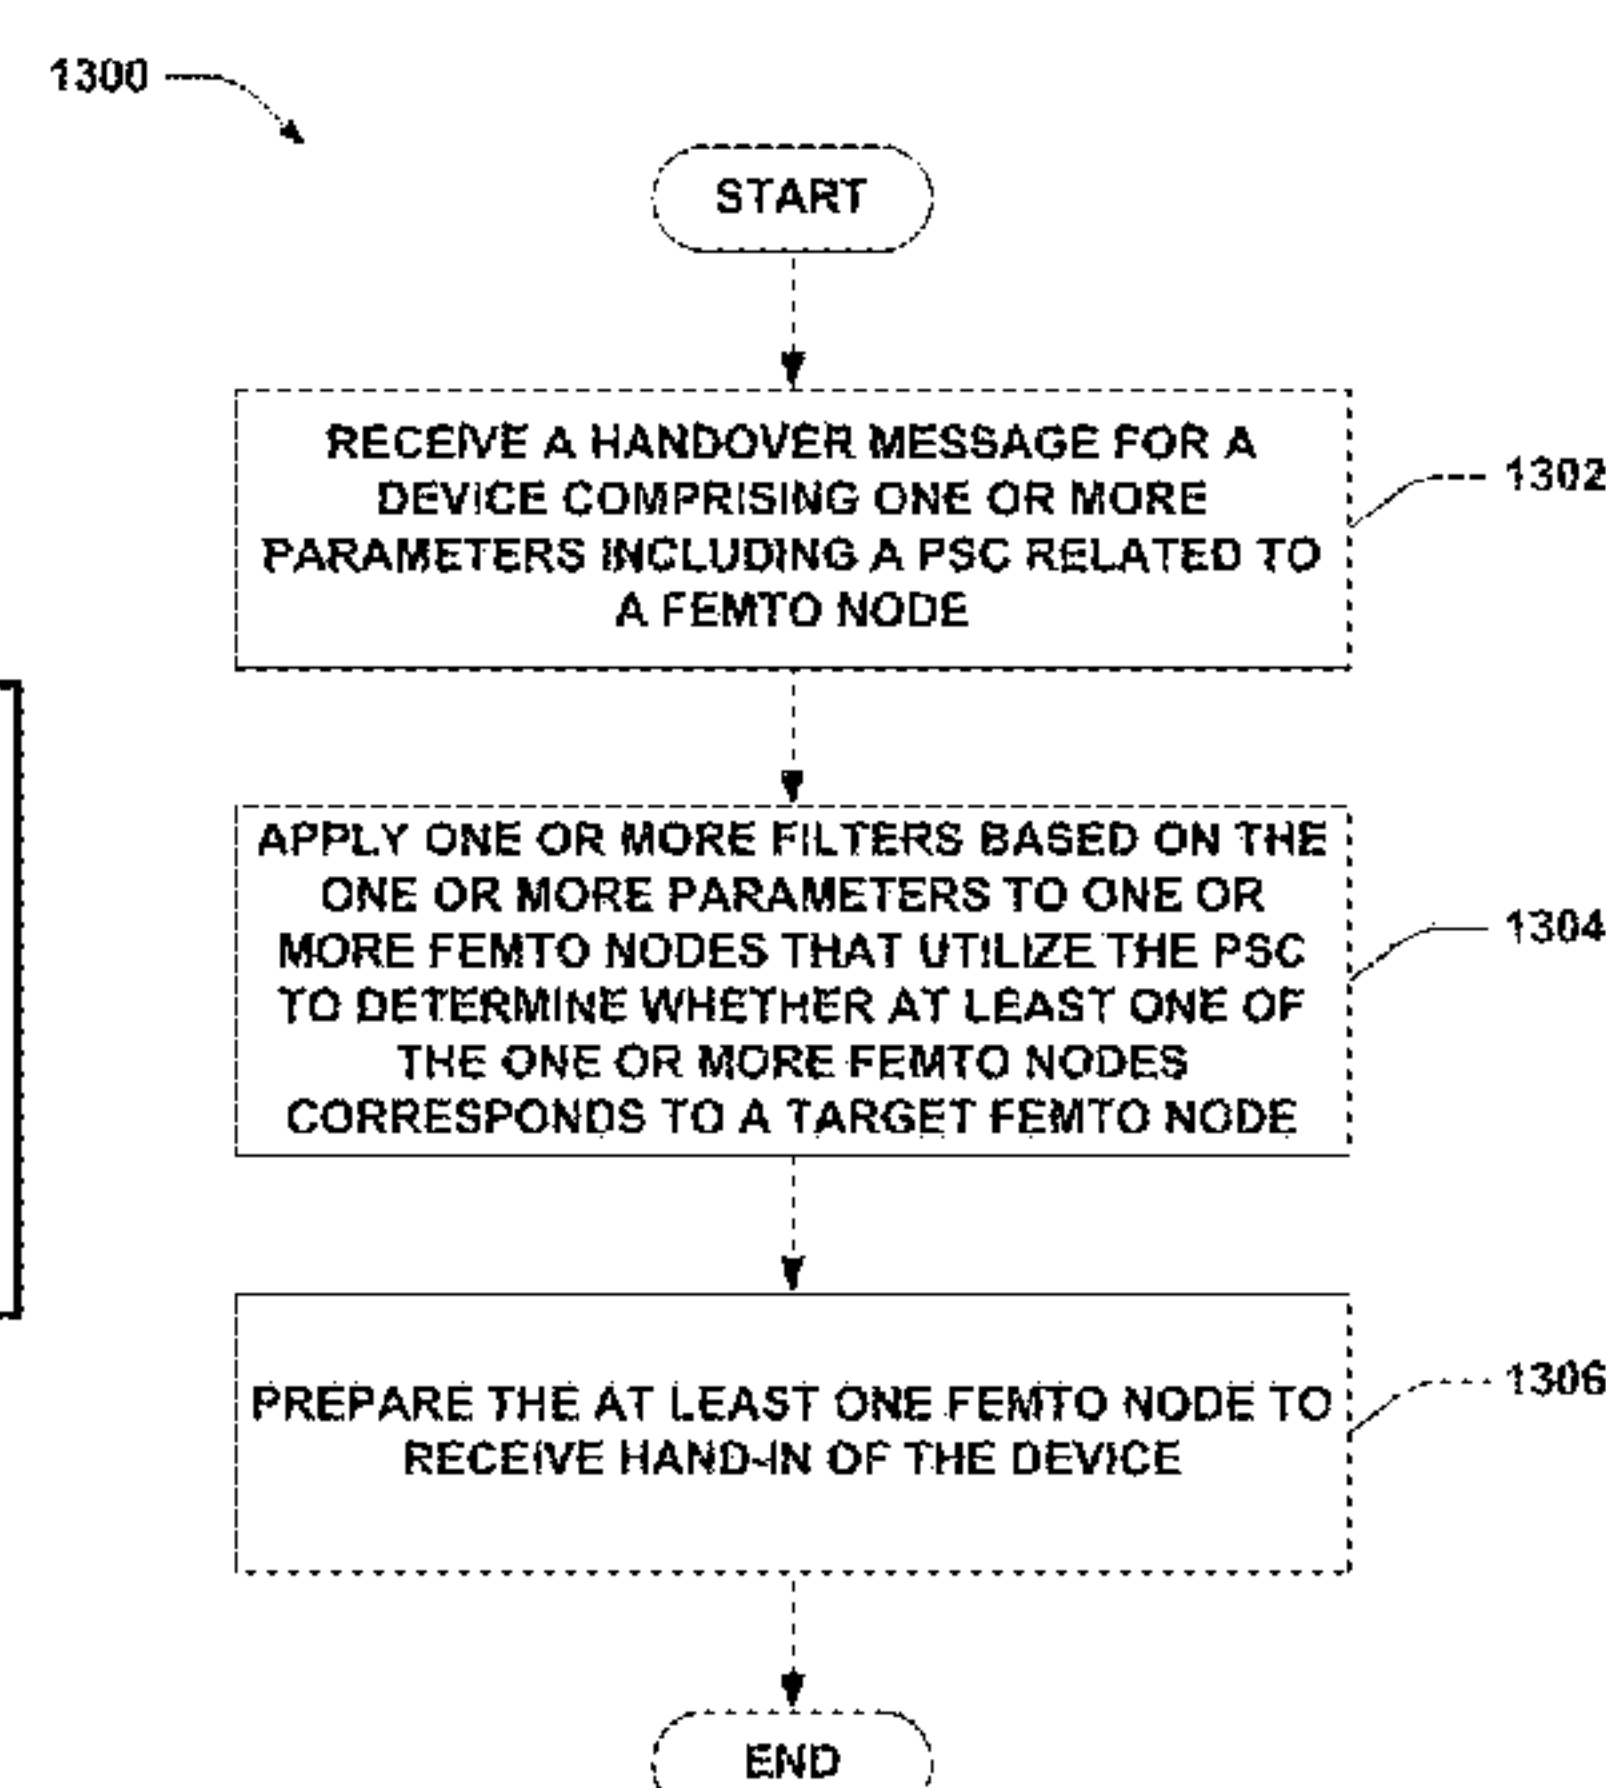 1300
START
RECEIVE A HANDOVER MESSAGE FOR A
DEVICE COMPRISING ONE OR MORE
PARAMETERS INCLUDING A PSC RELATED TO
A FEMTO NODE
1302
APPLY ONE OR MORE FILTERS BASED ON THE
ONE OR MORE PARAMETERS TO ONE OR
MORE FEMTO NODES THAT UTILIZE THE PSC
TO DETERMINE WHETHER AT LEAST ONE OF
THE ONE OR MORE FEMTO NODES
CORRESPONDS TO A TARGET FEMTO NODE
1304
PREPARE THE AT LEAST ONE FEMTO NODE TO
RECEIVE HAND-IN OF THE DEVICE
1306
END